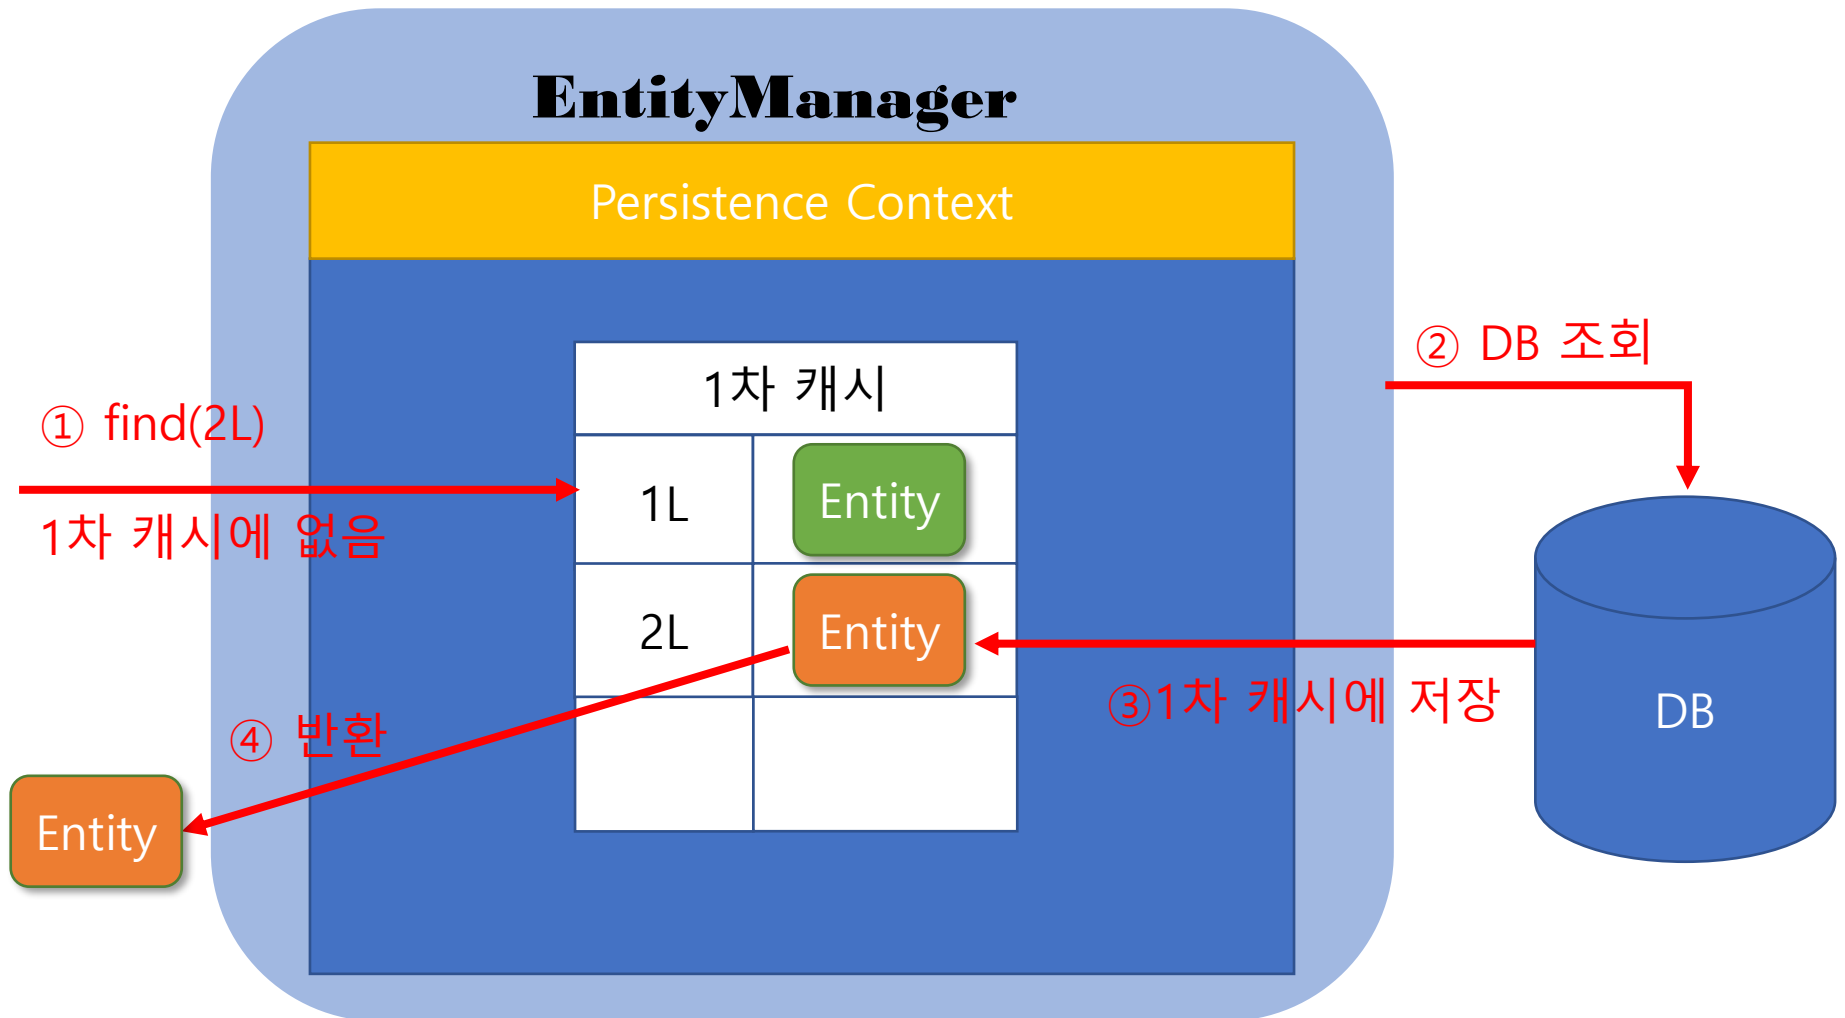 EntityManager
Persistence Context
② DB 조회
1차 캐시
① find(2L)
1차 캐시에 없음
1L
Entity
2L
Entity
③1차 캐시에 저장
④ 반환
DB
Entity